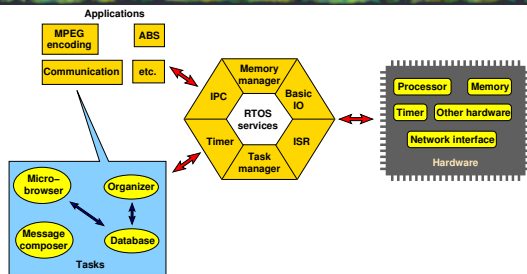 Applications
MPEG
encoding
ABS
Communication
etc.
Memory
manager
IPC
Basic
IO
RTOS
services
Timer
ISR
Task
manager
Processor
Memory
Timer
Other hardware
Network interface
Hardware
Micro–
browser
Organizer
Message
composer
Database
Tasks